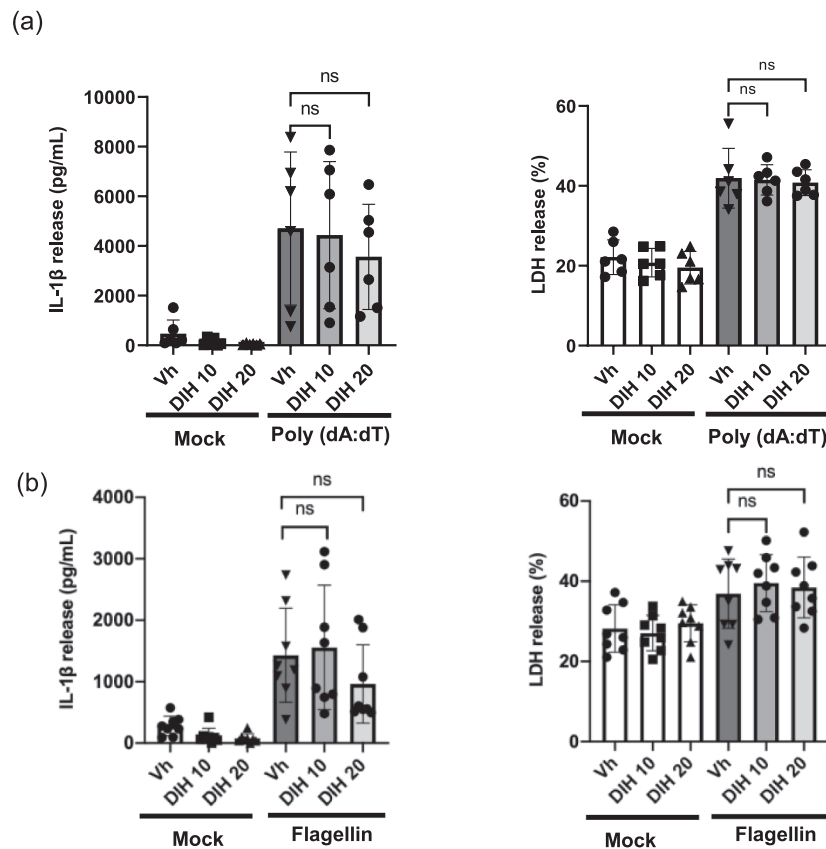 (a)
IL-1β release (pg/mL)
10000
8000
6000
4000
2000
0
ns
ns
Vh
DIH 10
DIH 20
Vh
DIH 10
DIH 20
Mock
Poly (dA:dT)
LDH release (%)
60
40
20
0
ns
ns
Vh
DIH 10
DIH 20
Vh
DIH 10
DIH 20
Mock
Poly (dA:dT)
(b)
IL-1β release (pg/mL)
4000
3000
2000
1000
0
ns
ns
Vh
DIH 10
DIH 20
Vh
DIH 10
DIH 20
Mock
Flagellin
LDH release (%)
60
40
20
0
ns
ns
Vh
DIH 10
DIH 20
Vh
DIH 10
DIH 20
Mock
Flagellin